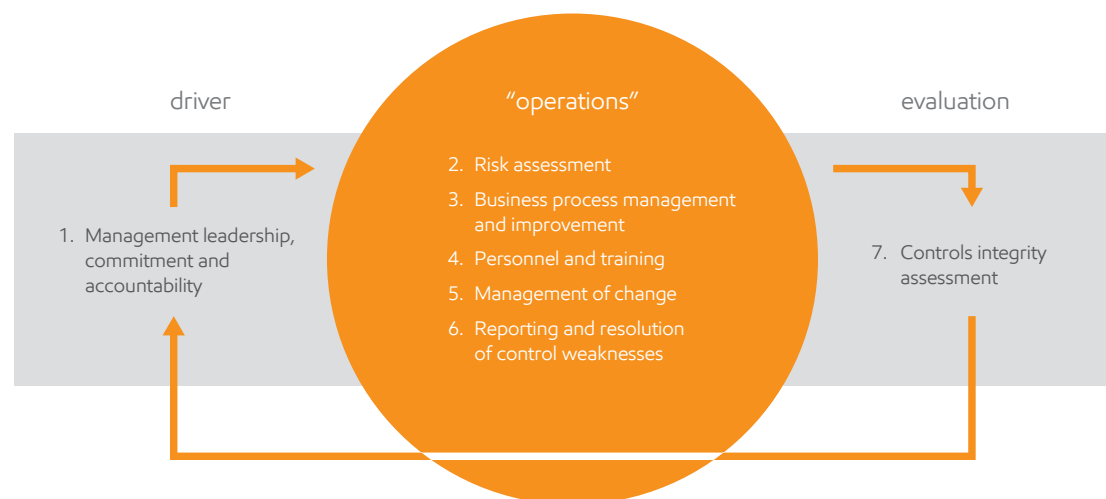 driver
"operations"
evaluation
1. Management leadership,
commitment and
accountability
2. Risk assessment
3. Business process management
and improvement
4. Personnel and training
5. Management of change
6. Reporting and resolution
of control weaknesses
7. Controls integrity
assessment